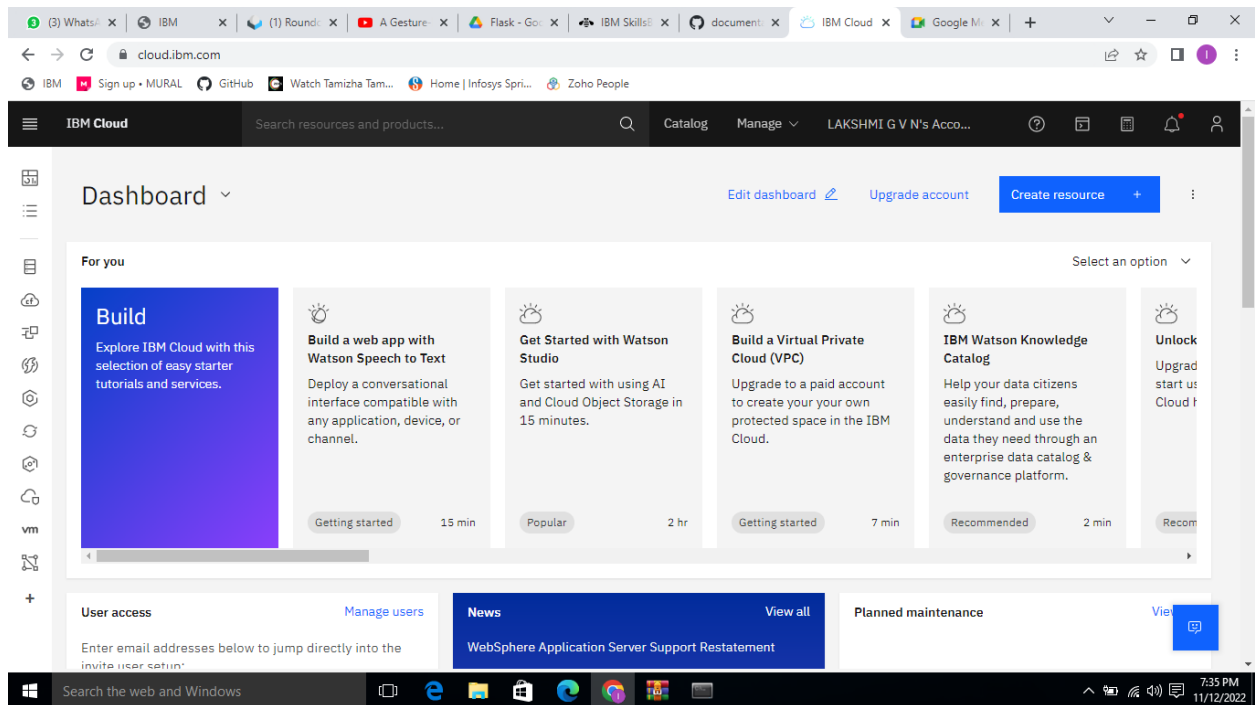 (3) WhatsA
IBM
(1) Roundc
A Gesture-
Flask - Goo
IBM SkillsB
documenta
IBM Cloud
Google Me
cloud.ibm.com
IBM
Sign up • MURAL
GitHub
Watch Tamizha Tam...
Home | Infosys Spri...
Zoho People
IBM Cloud
Search resources and products...
Catalog
Manage
LAKSHMI G V N's Acco...
Dashboard
Edit dashboard
Upgrade account
Create resource +
For you
Select an option
Build
Explore IBM Cloud with this
selection of easy starter
tutorials and services.
Build a web app with
Watson Speech to Text
Deploy a conversational
interface compatible with
any application, device, or
channel.
Getting started
15 min
Get Started with Watson
Studio
Get started with using AI
and Cloud Object Storage in
15 minutes.
Popular
2 hr
Build a Virtual Private
Cloud (VPC)
Upgrade to a paid account
to create your your own
protected space in the IBM
Cloud.
Getting started
7 min
IBM Watson Knowledge
Catalog
Help your data citizens
easily find, prepare,
understand and use the
data they need through an
enterprise data catalog &
governance platform.
Recommended
2 min
Unlock
Upgrad
start us
Cloud h
Recom
vm
User access
Manage users
Enter email addresses below to jump directly into the
invite user setup:
News
View all
WebSphere Application Server Support Restatement
Planned maintenance
Vie
Search the web and Windows
7:35 PM
11/12/2022